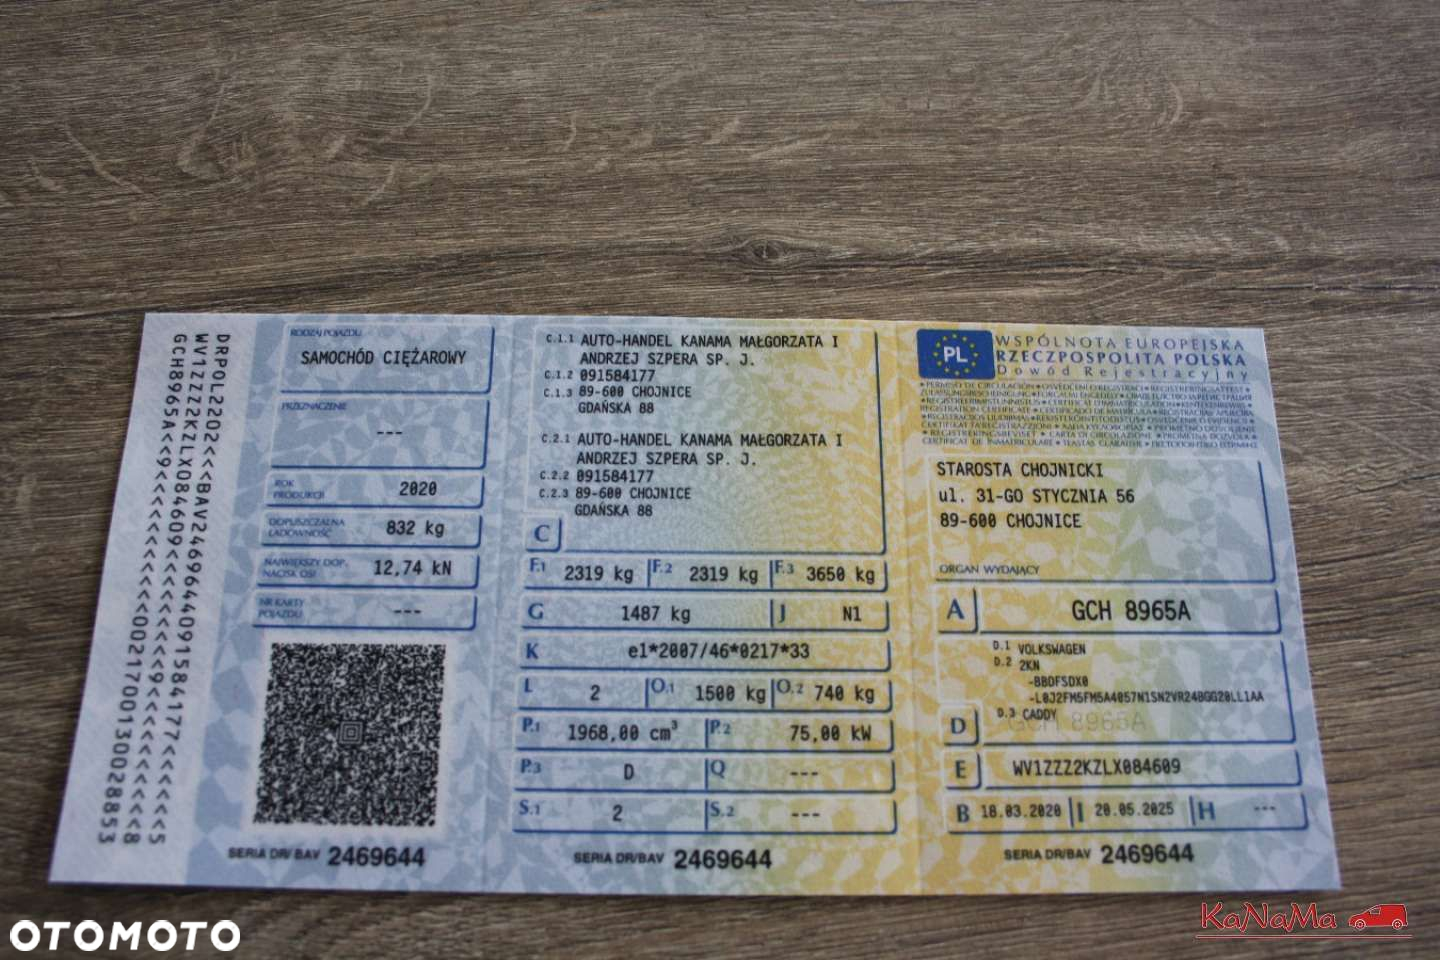 DRPOL2202<<<BAV2469644091584177<<<<<5
GCH8965A<<9<<<<<<<<<<<<0021700130028853
RODZAJ POJAZDU
SAMOCHÓD CIĘŻAROWY
PRZEZNACZENIE
---
ROK PRODUKCJI 2020
DOPUSZCZALNA ŁADOWNOŚĆ 832 kg
NAJWIĘKSZY DOP. NACISK OSI 12,74 kN
NR KARTY POJAZDU ---
SERIA DR/BAV 2469644
C.1.1 AUTO-HANDEL KANAMA MAŁGORZATA I
ANDRZEJ SZPERA SP. J.
C.1.2 091584177
C.1.3 89-600 CHOJNICE
GDAŃSKA 88
C.2.1 AUTO-HANDEL KANAMA MAŁGORZATA I
ANDRZEJ SZPERA SP. J.
C.2.2 091584177
C.2.3 89-600 CHOJNICE
GDAŃSKA 88
C
F.1 2319 kg F.2 2319 kg F.3 3650 kg
G 1487 kg J N1
K e1*2007/46*0217*33
L 2 O.1 1500 kg O.2 740 kg
P.1 1968,00 cm³ P.2 75,00 kW
P.3 D Q ---
S.1 2 S.2 ---
SERIA DR/BAV 2469644
PL
WSPÓLNOTA EUROPEJSKA
RZECZPOSPOLITA POLSKA
Dowód Rejestracyjny
STAROSTA CHOJNICKI
ul. 31-GO STYCZNIA 56
89-600 CHOJNICE
ORGAN WYDAJĄCY
A GCH 8965A
D.1 VOLKSWAGEN
D.2 2KN
-BBDFSDX0
-L0J2FM5FM5A4057N1SN2VR24BGG20LL1AA
D.3 CADDY
GCH 8965A
D
E WV1ZZZ2KZLX084609
B 18.03.2020 I 20.05.2025 H ---
SERIA DR/BAV 2469644
OTOMOTO
KaNaMa